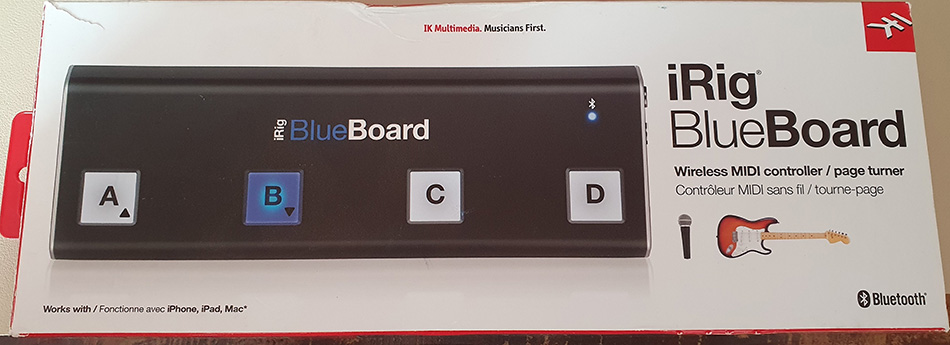 IK Multimedia. Musicians First.
iRig®
BlueBoard
iRig BlueBoard
A
B
C
D
Wireless MIDI controller / page turner
Contrôleur MIDI sans fil / tourne-page
Works with / Fonctionne avec iPhone, iPad, Mac*
Bluetooth®